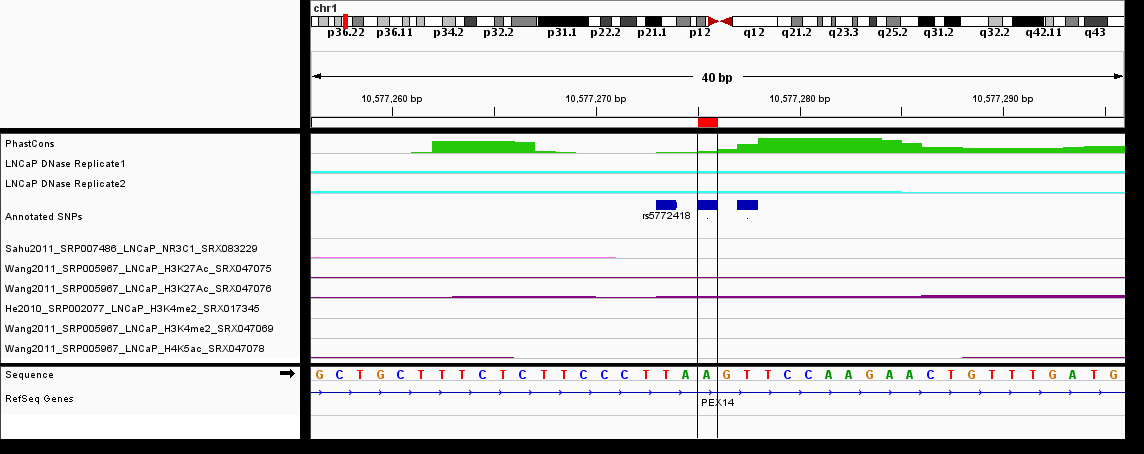 chr1
p36.22 p36.11 p34.2 p32.2 p31.1 p22.2 p21.1 p12 q12 q21.2 q23.3 q25.2 q31.2 q32.2 q42.11 q43
40 bp
10,577,260 bp 10,577,270 bp 10,577,280 bp 10,577,290 bp
PhastCons
LNCaP DNase Replicate1
LNCaP DNase Replicate2
Annotated SNPs
rs5772418 . .
Sahu2011_SRP007486_LNCaP_NR3C1_SRX083229
Wang2011_SRP005967_LNCaP_H3K27Ac_SRX047075
Wang2011_SRP005967_LNCaP_H3K27Ac_SRX047076
He2010_SRP002077_LNCaP_H3K4me2_SRX017345
Wang2011_SRP005967_LNCaP_H3K4me2_SRX047069
Wang2011_SRP005967_LNCaP_H4K5ac_SRX047078
Sequence G C T G C T T T C T C T T C C C T T A A G T T C C A A G A A C T G T T T G A T G
RefSeq Genes
PEX14